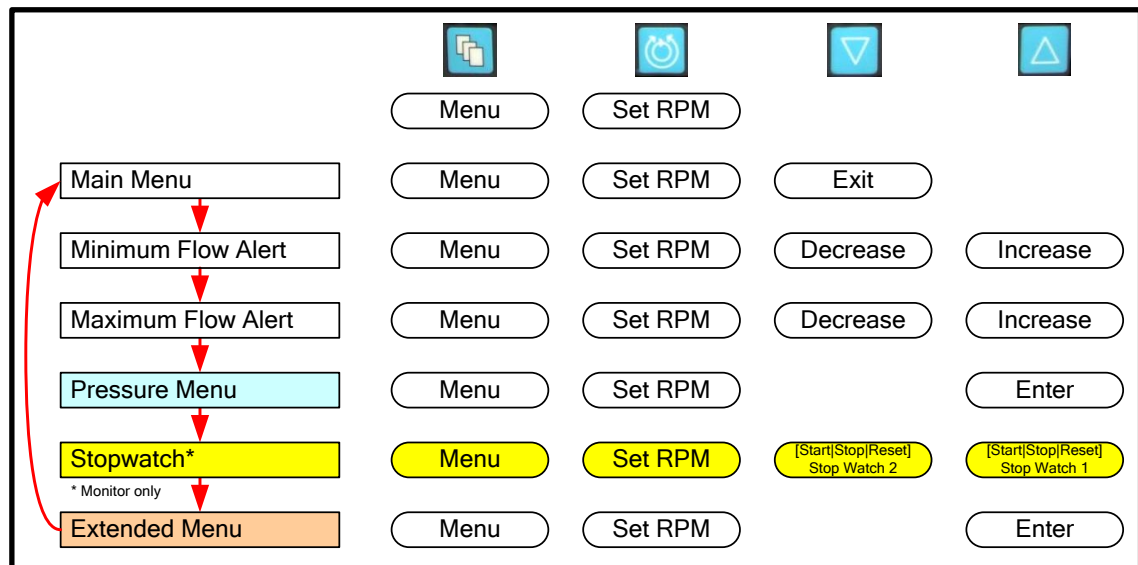 Menu Set RPM
Main Menu Menu Set RPM Exit
Minimum Flow Alert Menu Set RPM Decrease Increase
Maximum Flow Alert Menu Set RPM Decrease Increase
Pressure Menu Menu Set RPM Enter
Stopwatch* Menu Set RPM [Start|Stop|Reset] [Start|Stop|Reset]
Stop Watch 2 Stop Watch 1
* Monitor only
Extended Menu Menu Set RPM Enter